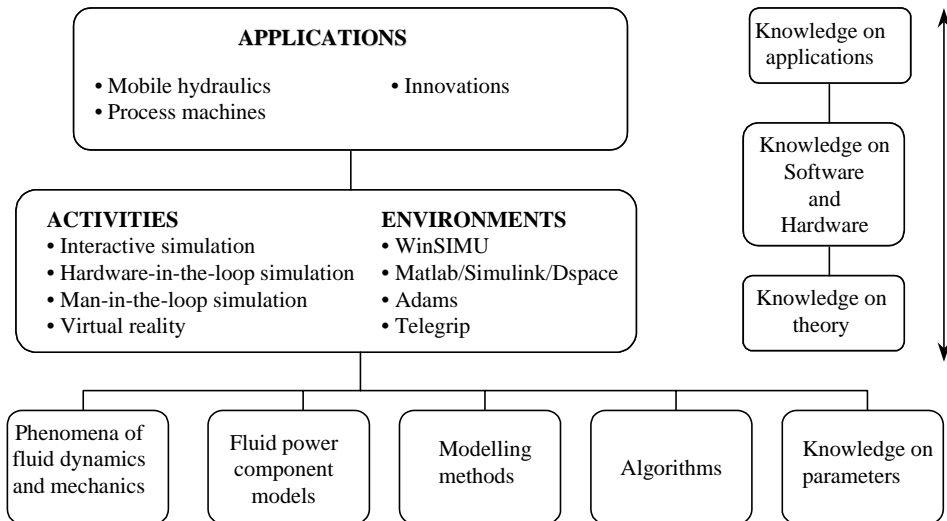 APPLICATIONS
• Mobile hydraulics
• Process machines
• Innovations
ACTIVITIES
• Interactive simulation
• Hardware-in-the-loop simulation
• Man-in-the-loop simulation
• Virtual reality
ENVIRONMENTS
• WinSIMU
• Matlab/Simulink/Dspace
• Adams
• Telegrip
Knowledge on
applications
Knowledge on
Software
and
Hardware
Knowledge on
theory
Phenomena of
fluid dynamics
and mechanics
Fluid power
component
models
Modelling
methods
Algorithms
Knowledge on
parameters